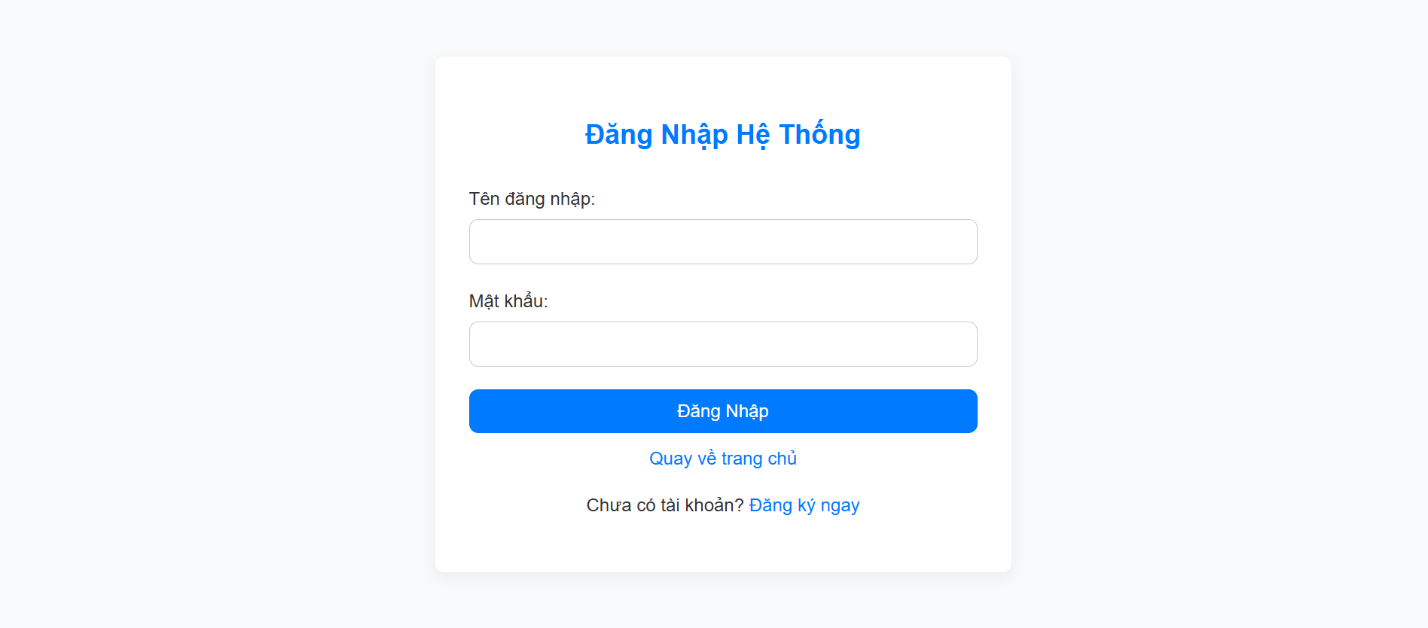 Đăng Nhập Hệ Thống
Tên đăng nhập:
Mật khẩu:
Đăng Nhập
Quay về trang chủ
Chưa có tài khoản? Đăng ký ngay